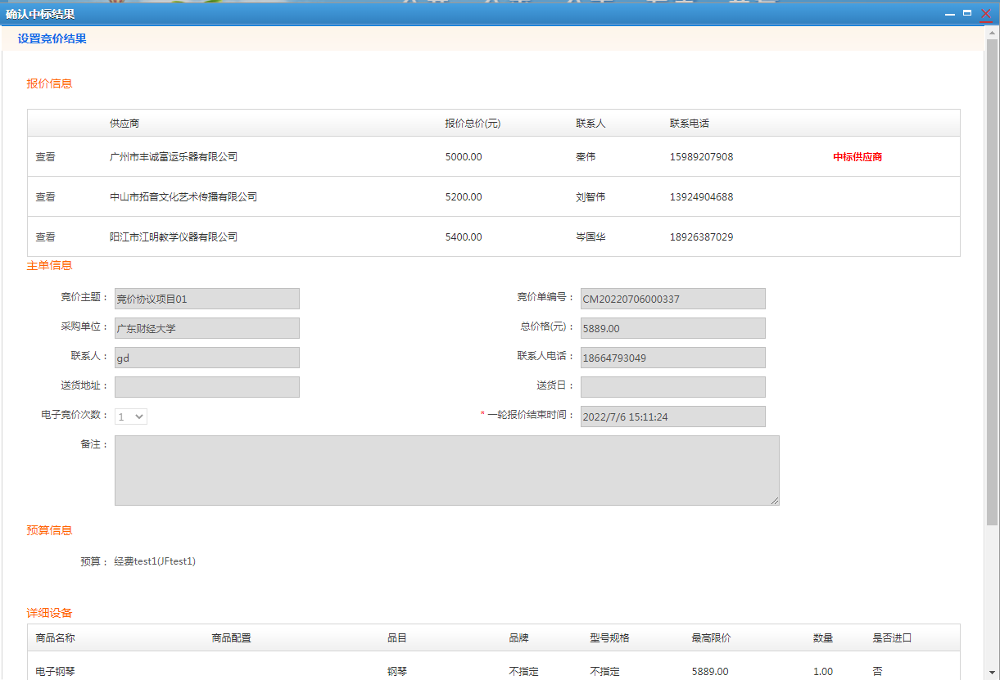 确认中标结果
设置竞价结果
报价信息
供应商 报价总价(元) 联系人 联系电话
查看 广州市丰诚富运乐器有限公司 5000.00 秦伟 15989207908 中标供应商
查看 中山市拓音文化艺术传播有限公司 5200.00 刘智伟 13924904688
查看 阳江市江明教学仪器有限公司 5400.00 岑国华 18926387029
主单信息
竞价主题： 竞价协议项目01 竞价单编号： CM20220706000337
采购单位： 广东财经大学 总价格(元)： 5889.00
联系人： gd 联系人电话： 18664793049
送货地址： 送货日：
电子竞价次数： 1 * 一轮报价结束时间： 2022/7/6 15:11:24
备注：
预算信息
预算： 经费test1(JFtest1)
详细设备
商品名称 商品配置 品目 品牌 型号规格 最高限价 数量 是否进口
电子钢琴 钢琴 不指定 不指定 5889.00 1.00 否